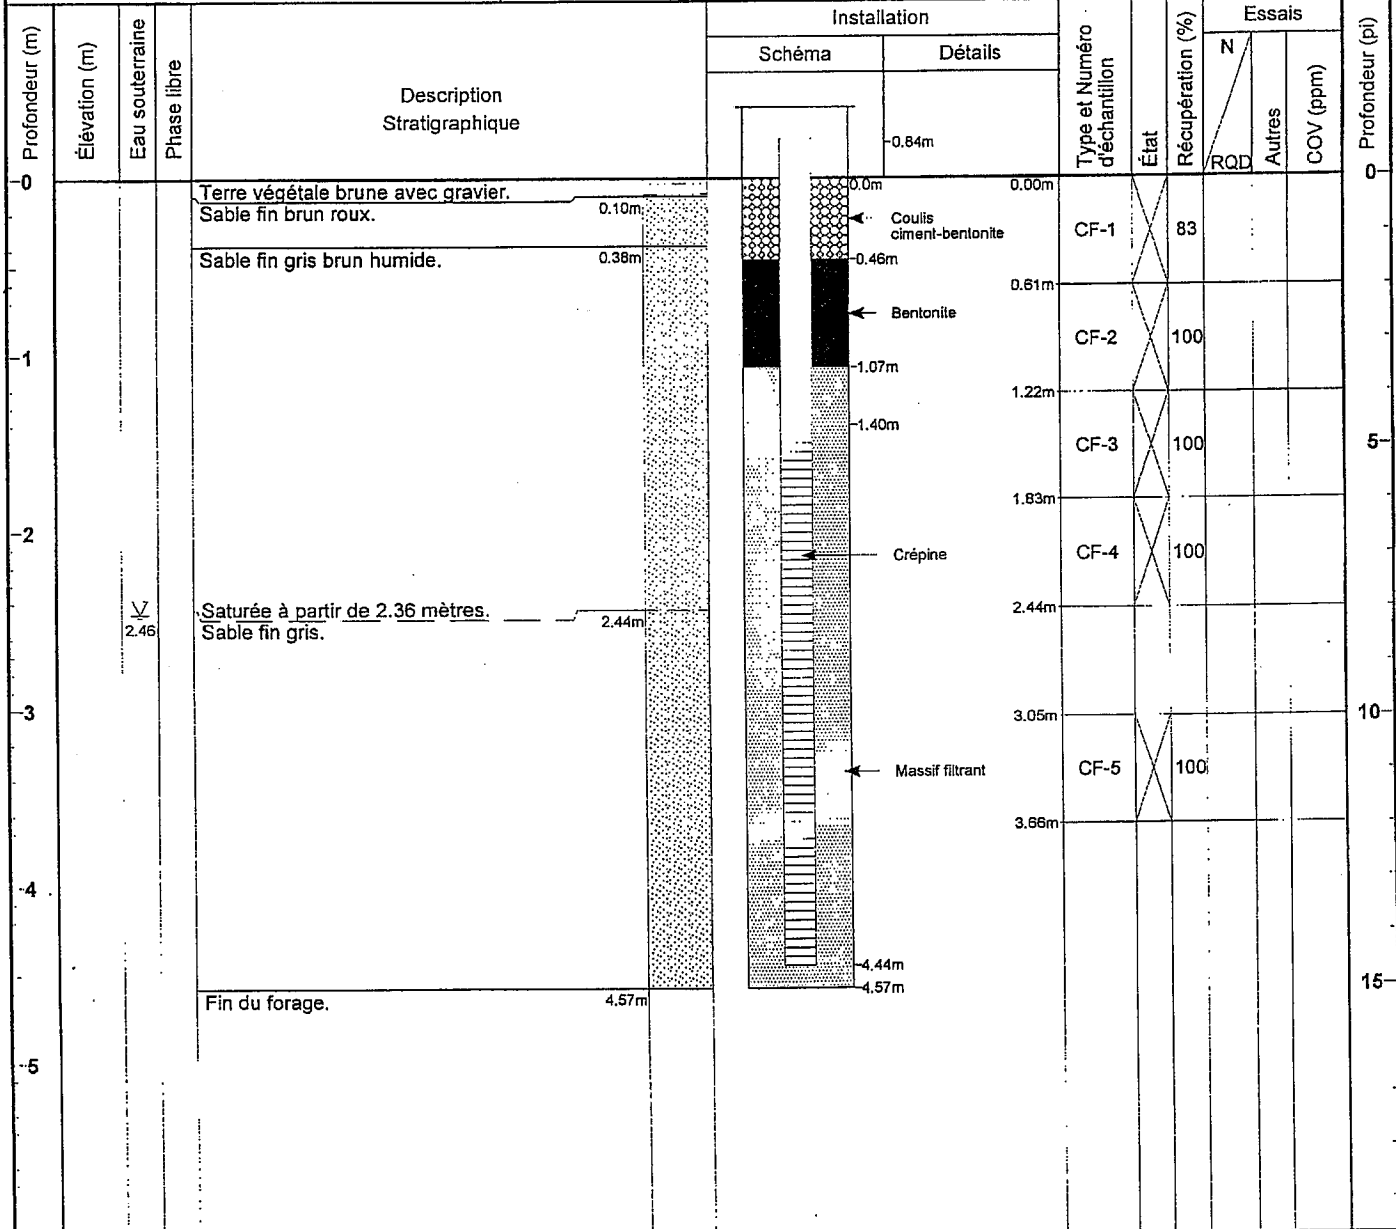 Profondeur (m)
Élévation (m)
Eau souterraine
Phase libre
Description
Stratigraphique
Installation
Schéma
Détails
Type et Numéro
d'échantillon
État
Récupération (%)
Essais
N
RQD
Autres
COV (ppm)
Profondeur (pi)
-0.84m
0
Terre végétale brune avec gravier.
0.10m
Sable fin brun roux.
0.38m
Sable fin gris brun humide.
0.0m
Coulis
ciment-bentonite
0.46m
Bentonite
1.07m
1.40m
Crépine
Massif filtrant
4.44m
4.57m
0.00m
CF-1
83
0.61m
CF-2
100
1.22m
CF-3
100
1.83m
CF-4
100
2.44m
3.05m
CF-5
100
3.66m
1
2
2.46
Saturée à partir de 2.36 mètres.
2.44m
Sable fin gris.
3
4
Fin du forage.
4.57m
5
0
5
10
15